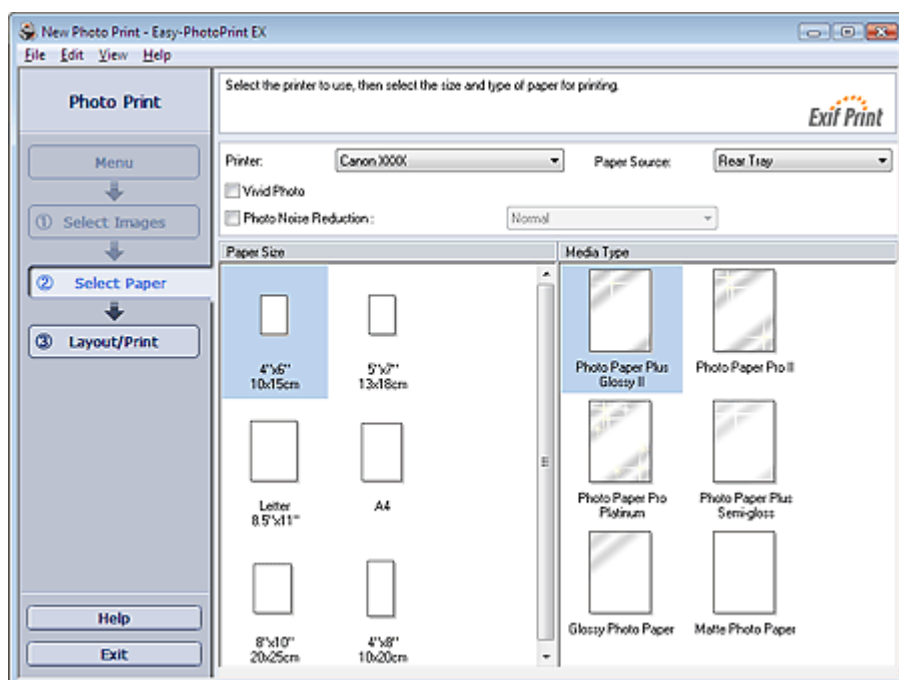 New Photo Print - Easy-PhotoPrint EX
File Edit View Help
Photo Print
Menu
① Select Images
② Select Paper
③ Layout/Print
Help
Exit
Select the printer to use, then select the size and type of paper for printing.
Exif Print
Printer: Canon XXXX Paper Source: Rear Tray
Vivid Photo
Photo Noise Reduction : Normal
Paper Size
4"x6"
10x15cm
5"x7"
13x18cm
Letter
8.5"x11"
A4
8"x10"
20x25cm
4"x8"
10x20cm
Media Type
Photo Paper Plus
Glossy II
Photo Paper Pro II
Photo Paper Pro
Platinum
Photo Paper Plus
Semi-gloss
Glossy Photo Paper
Matte Photo Paper